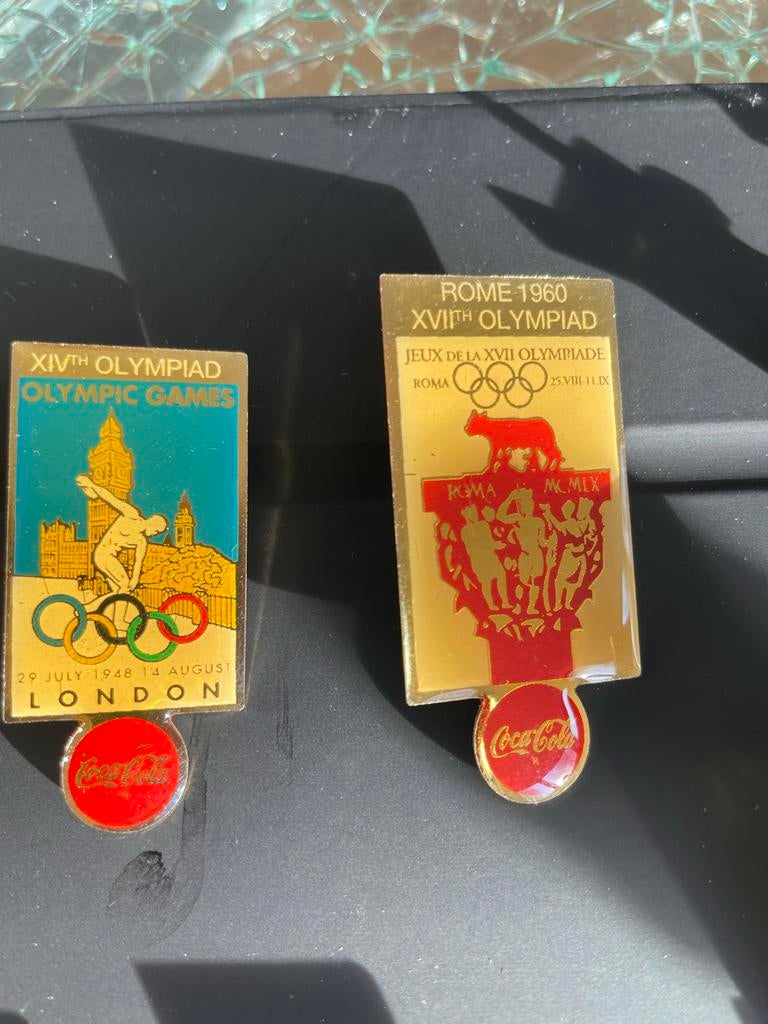 XIVTH OLYMPIAD
OLYMPIC GAMES
29 JULY 1948 14 AUGUST
LONDON
Coca-Cola
ROME 1960
XVIITH OLYMPIAD
JEUX DE LA XVII OLYMPIADE
ROMA 25.VIII-11.IX
ROMA MCMLX
Coca-Cola